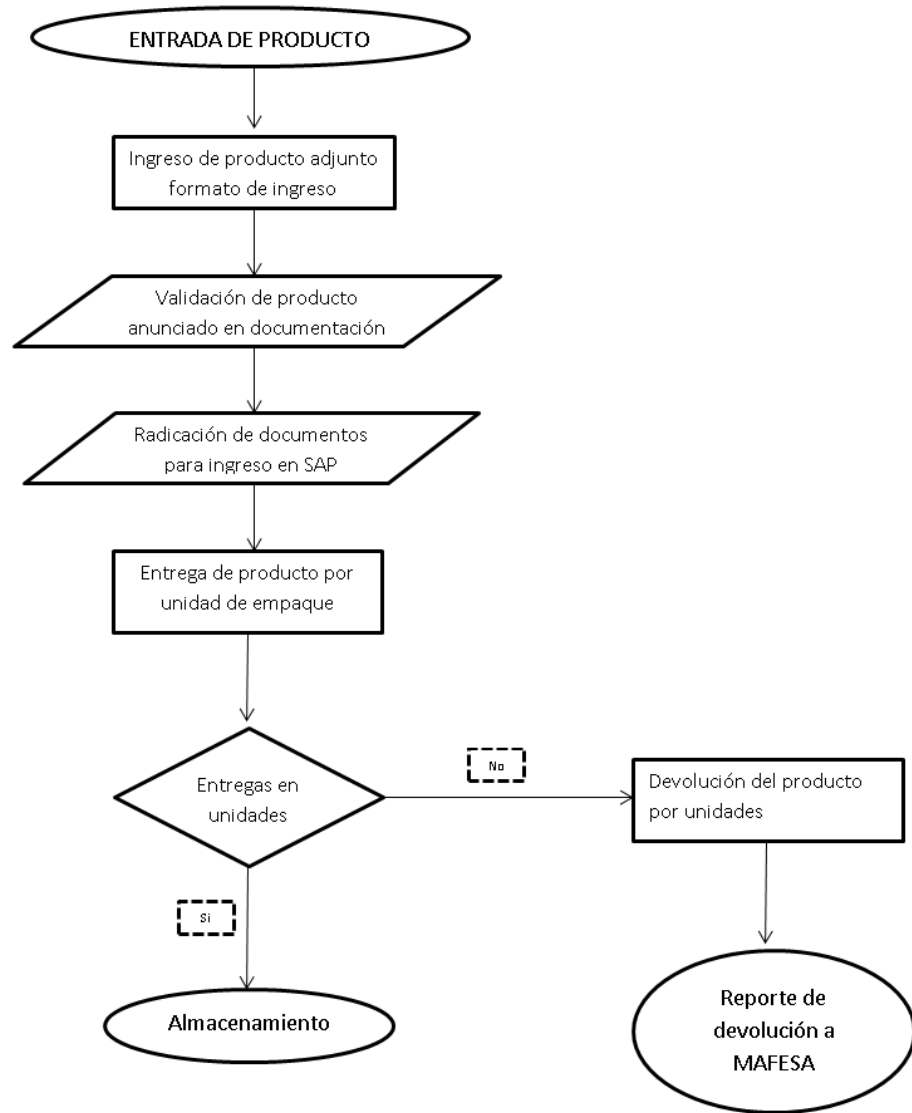 ENTRADA DE PRODUCTO
Ingreso de producto adjunto
formato de ingreso
Validación de producto
anunciado en documentación
Radicación de documentos
para ingreso en SAP
Entrega de producto por
unidad de empaque
Entregas en
unidades
No
Devolución del producto
por unidades
Si
Almacenamiento
Reporte de
devolución a
MAFESA